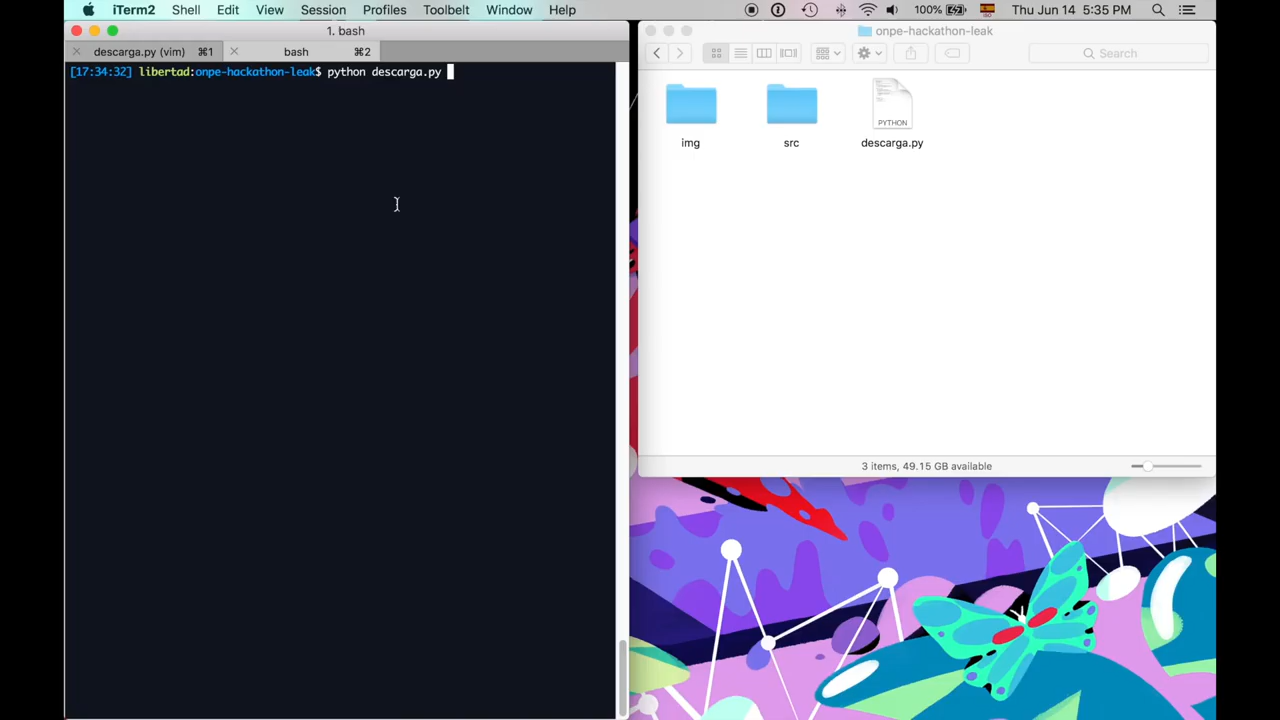 iTerm2 Shell Edit View Session Profiles Toolbelt Window Help 100% ISO Thu Jun 14 5:35 PM
1. bash
descarga.py (vim) ⌘1 bash ⌘2
[17:34:32] libertad:onpe-hackathon-leak$ python descarga.py
onpe-hackathon-leak
Search
PYTHON
img src descarga.py
3 items, 49.15 GB available